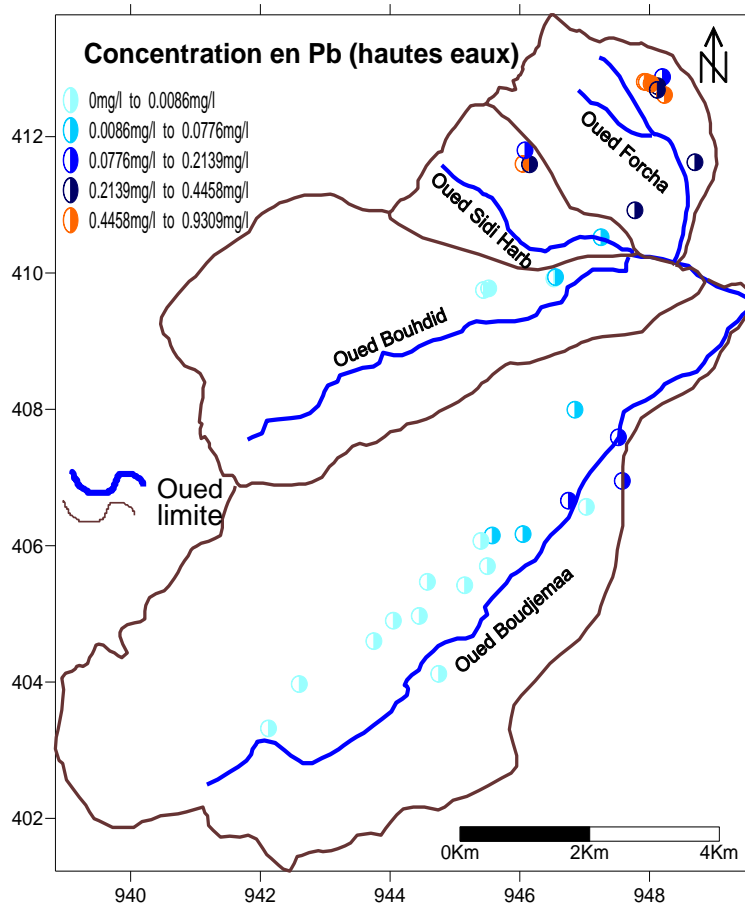 Concentration en Pb (hautes eaux)
N
0mg/l to 0.0086mg/l
0.0086mg/l to 0.0776mg/l
0.0776mg/l to 0.2139mg/l
0.2139mg/l to 0.4458mg/l
0.4458mg/l to 0.9309mg/l
Oued Forcha
Oued Sidi Harb
Oued Bouhdid
Oued
limite
Oued Boudjemaa
412
410
408
406
404
402
0Km 2Km 4Km
940 942 944 946 948